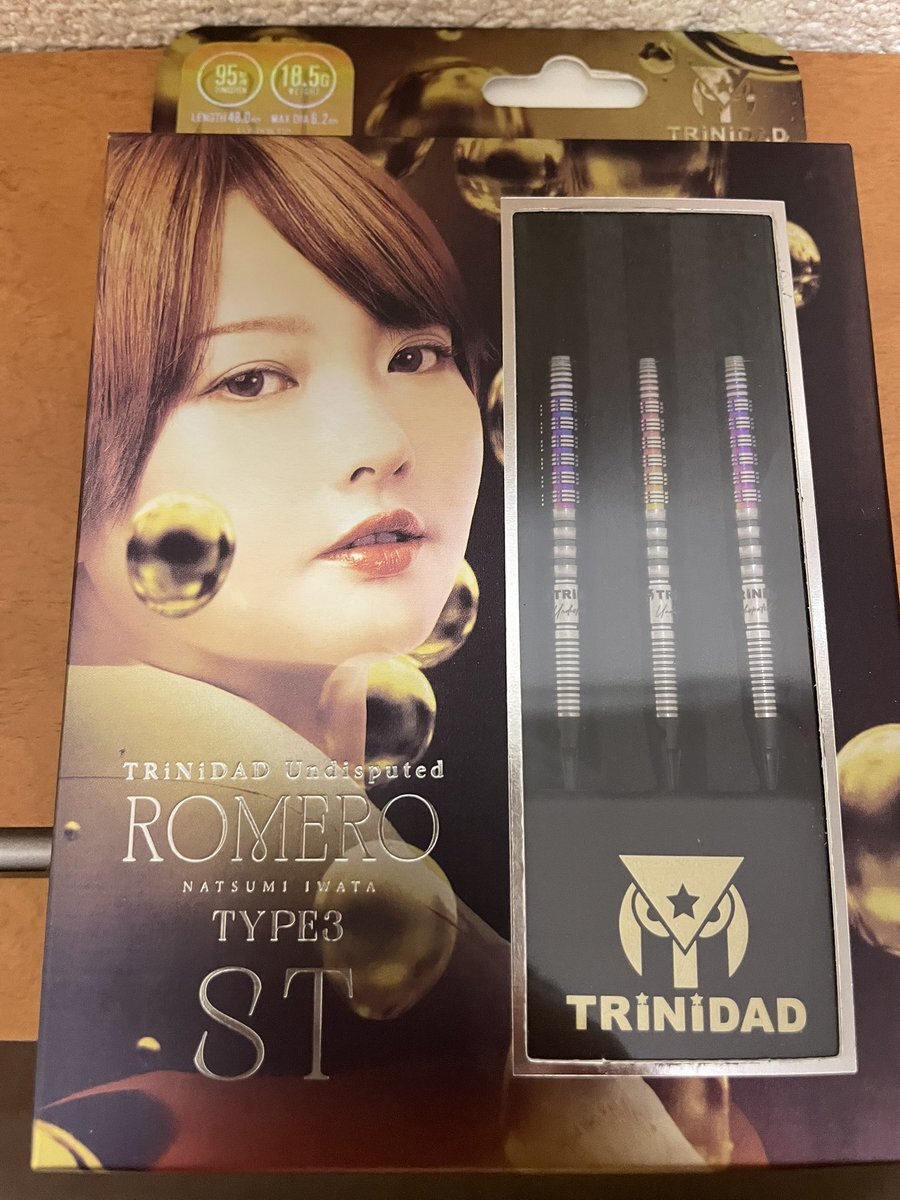 95% 18.5G
TUNGSTEN WEIGHT
LENGTH 48.0mm MAX DIA 6.2mm
TRiNiDAD
TRiNiDAD Undisputed
ROMERO
NATSUMI IWATA
TYPE3
ST
TRiNiDAD